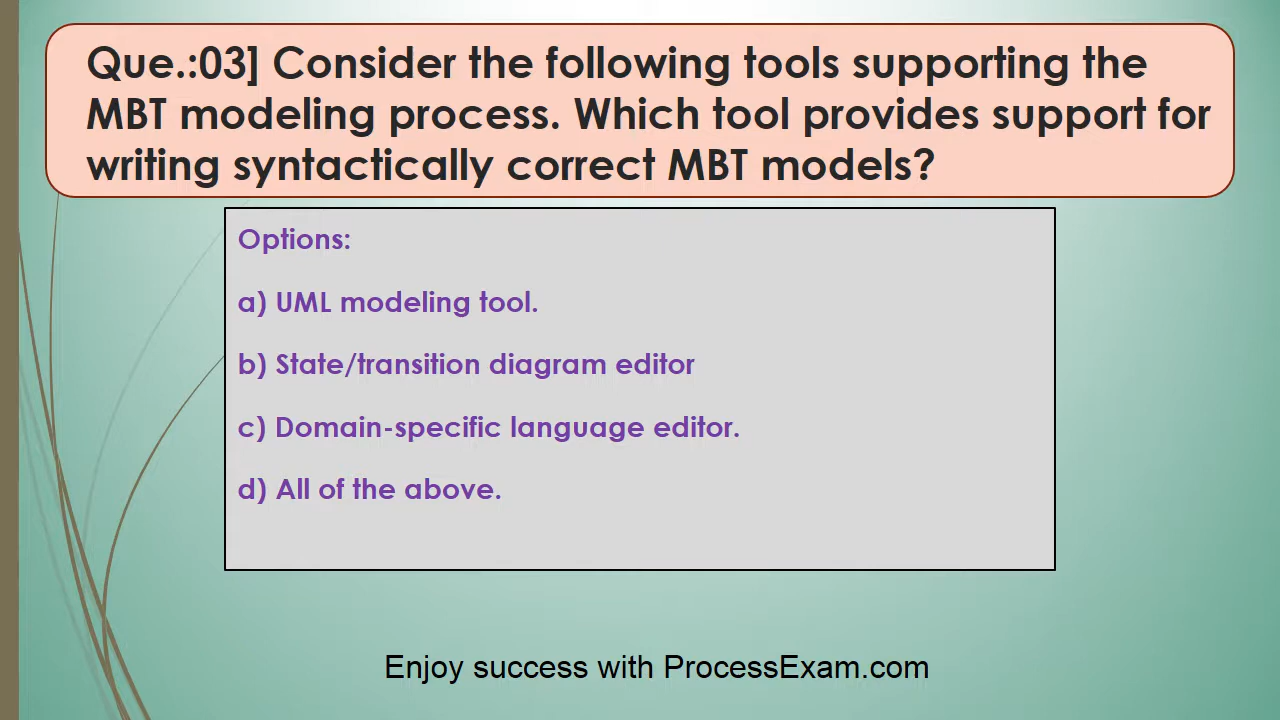 Que.:03] Consider the following tools supporting the
MBT modeling process. Which tool provides support for
writing syntactically correct MBT models?
Options:
a) UML modeling tool.
b) State/transition diagram editor
c) Domain-specific language editor.
d) All of the above.
Enjoy success with ProcessExam.com